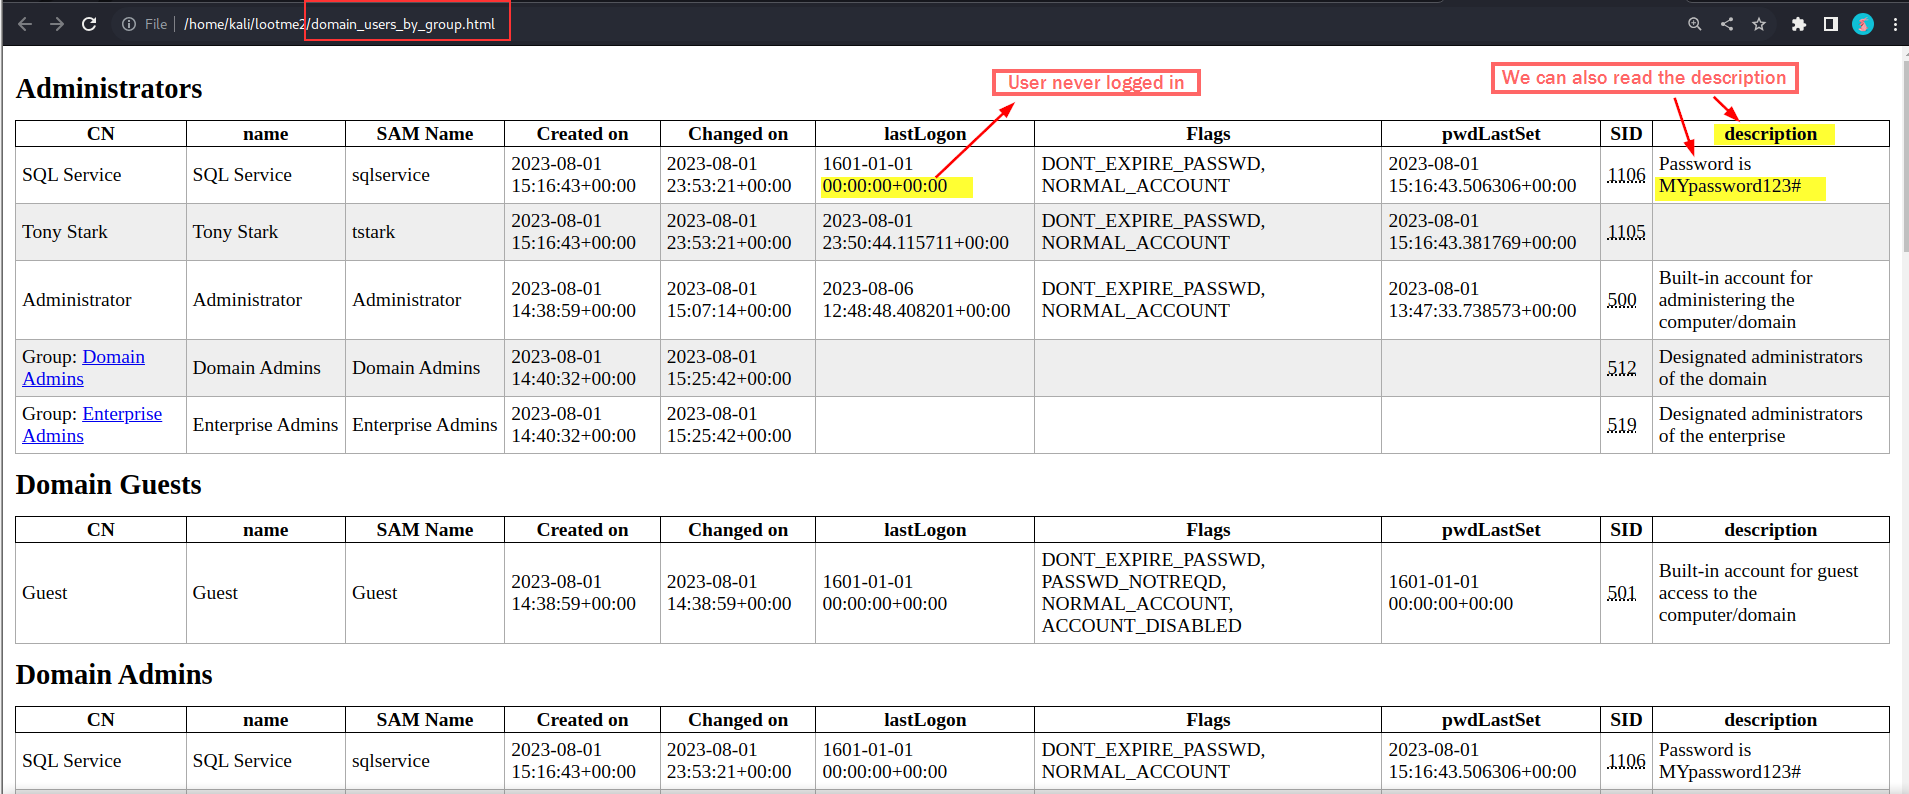 File /home/kali/lootme2/domain_users_by_group.html
User never logged in
We can also read the description
Administrators
CN name SAM Name Created on Changed on lastLogon Flags pwdLastSet SID description
SQL Service SQL Service sqlservice 2023-08-01 15:16:43+00:00 2023-08-01 23:53:21+00:00 1601-01-01 00:00:00+00:00 DONT_EXPIRE_PASSWD, NORMAL_ACCOUNT 2023-08-01 15:16:43.506306+00:00 1106 Password is MYpassword123#
Tony Stark Tony Stark tstark 2023-08-01 15:16:43+00:00 2023-08-01 23:53:21+00:00 2023-08-01 23:50:44.115711+00:00 DONT_EXPIRE_PASSWD, NORMAL_ACCOUNT 2023-08-01 15:16:43.381769+00:00 1105
Administrator Administrator Administrator 2023-08-01 14:38:59+00:00 2023-08-01 15:07:14+00:00 2023-08-06 12:48:48.408201+00:00 DONT_EXPIRE_PASSWD, NORMAL_ACCOUNT 2023-08-01 13:47:33.738573+00:00 500 Built-in account for administering the computer/domain
Group: Domain Admins Domain Admins Domain Admins 2023-08-01 14:40:32+00:00 2023-08-01 15:25:42+00:00 512 Designated administrators of the domain
Group: Enterprise Admins Enterprise Admins Enterprise Admins 2023-08-01 14:40:32+00:00 2023-08-01 15:25:42+00:00 519 Designated administrators of the enterprise
Domain Guests
CN name SAM Name Created on Changed on lastLogon Flags pwdLastSet SID description
Guest Guest Guest 2023-08-01 14:38:59+00:00 2023-08-01 14:38:59+00:00 1601-01-01 00:00:00+00:00 DONT_EXPIRE_PASSWD, PASSWD_NOTREQD, NORMAL_ACCOUNT, ACCOUNT_DISABLED 1601-01-01 00:00:00+00:00 501 Built-in account for guest access to the computer/domain
Domain Admins
CN name SAM Name Created on Changed on lastLogon Flags pwdLastSet SID description
SQL Service SQL Service sqlservice 2023-08-01 15:16:43+00:00 2023-08-01 23:53:21+00:00 1601-01-01 00:00:00+00:00 DONT_EXPIRE_PASSWD, NORMAL_ACCOUNT 2023-08-01 15:16:43.506306+00:00 1106 Password is MYpassword123#